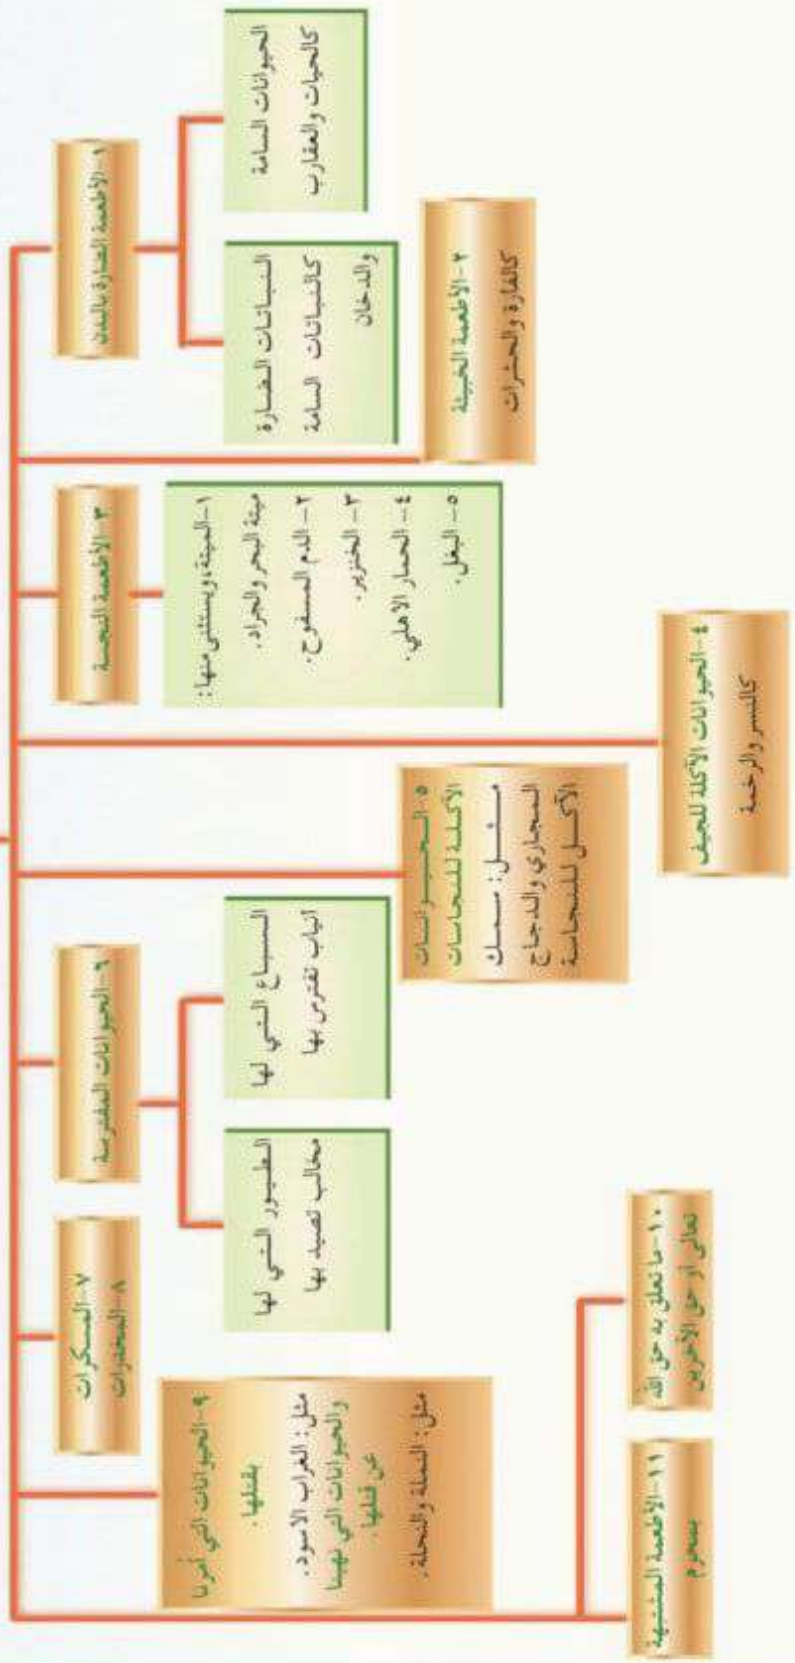 ١-الأطعمة الضارة بالبدن
الحيوانات السامة
كالحيات والعقارب
النباتات الضارة
كالنباتات السامة
والدخان
٢-الأطعمة الخبيثة
كالفارة والحشرات
٣-الأطعمة النجسة
١-الميتة، ويستثنى منها:
ميتة البحر والجراد.
٢-الدم المسفوح.
٣-الخنزير.
٤-الحمار الاهلي.
٥-البغل.
٤-الحيوانات الآكلة للجيف
كالنسر والرخمة
٥-الحيوانات
الآكلة للنجاسات
مثل: سمك
المجاري والدجاج
الآكل للنجاسة
٦-الحيوانات المفترسة
السباع التي لها
انياب تفترس بها
الطيور التي لها
مخالب تصيد بها
٧-المسكرات
٨-المخدرات
٩-الحيوانات التي أمرنا
بقتلها.
مثل: الغراب الاسود.
والحيوانات التي نهينا
عن قتلها.
مثل: النملة والنحلة.
١٠-ما تعلق به حق الله
تعالى أو حق الآخرين
١١-الأطعمة المشتبهة
بمحرم